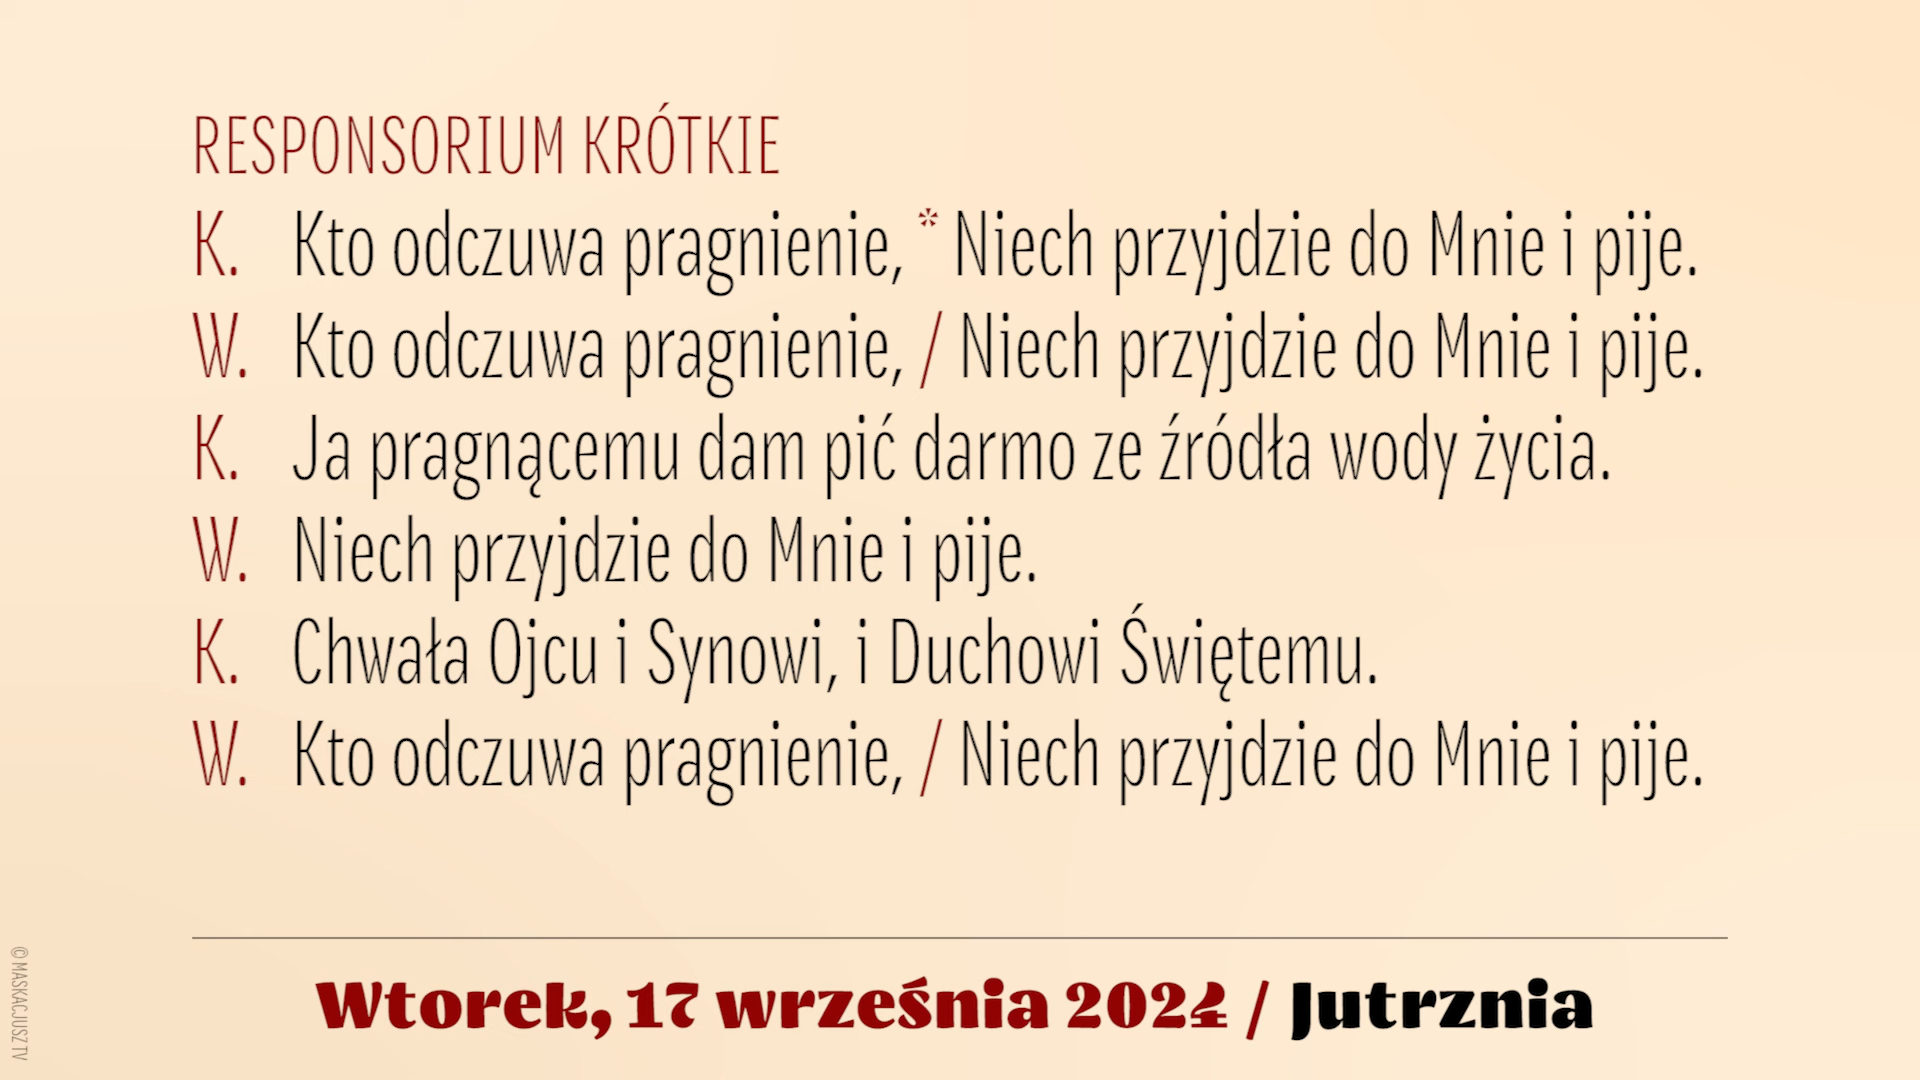 RESPONSORIUM KRÓTKIE
K. Kto odczuwa pragnienie, * Niech przyjdzie do Mnie i pije.
W. Kto odczuwa pragnienie, / Niech przyjdzie do Mnie i pije.
K. Ja pragnącemu dam pić darmo ze źródła wody życia.
W. Niech przyjdzie do Mnie i pije.
K. Chwała Ojcu i Synowi, i Duchowi Świętemu.
W. Kto odczuwa pragnienie, / Niech przyjdzie do Mnie i pije.
Wtorek, 17 września 2024 / Jutrznia
© MASKACJUSZ TV